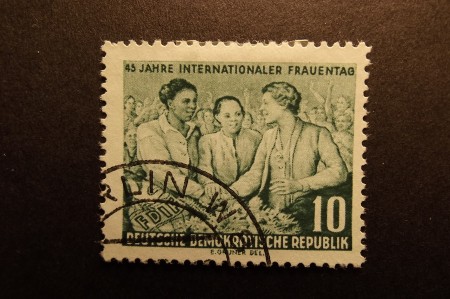 45 JAHRE INTERNATIONALER FRAUENTAG
10
DEUTSCHE DEMOKRATISCHE REPUBLIK
E. GRUNER DEL.